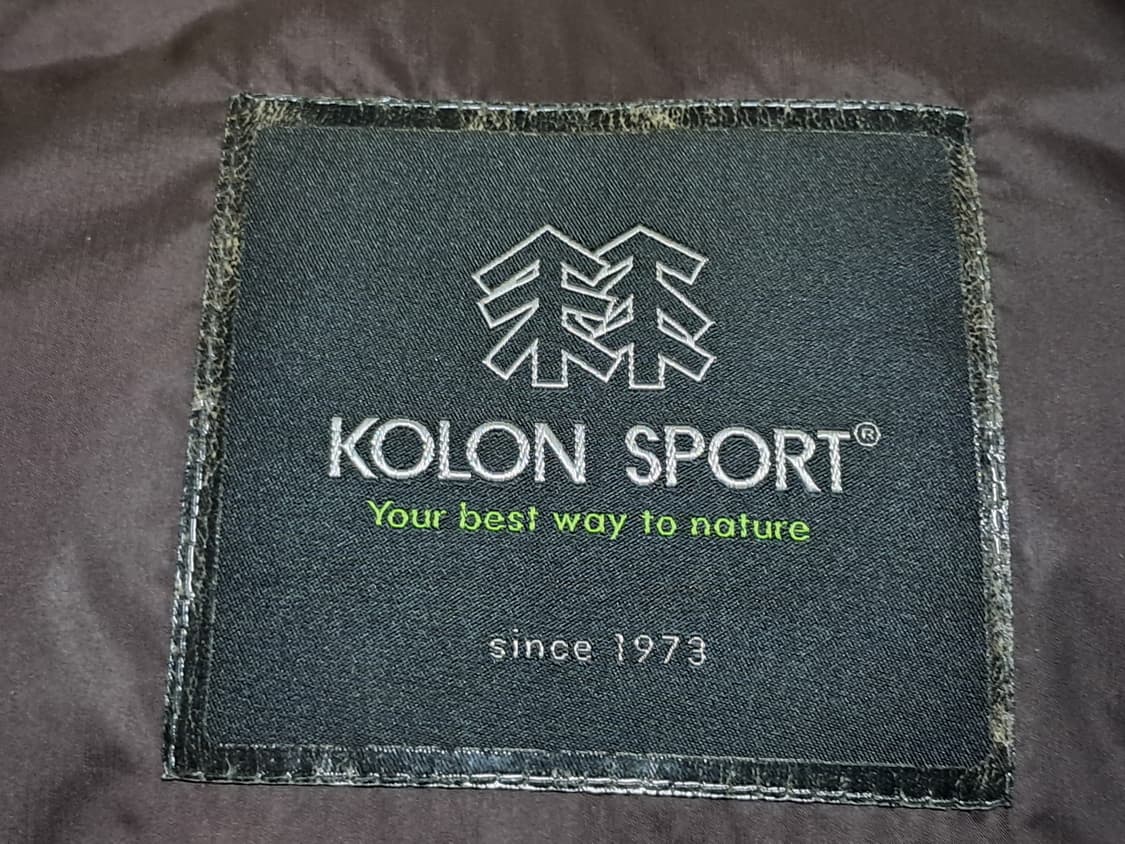 KOLON SPORT®
Your best way to nature
since 1973